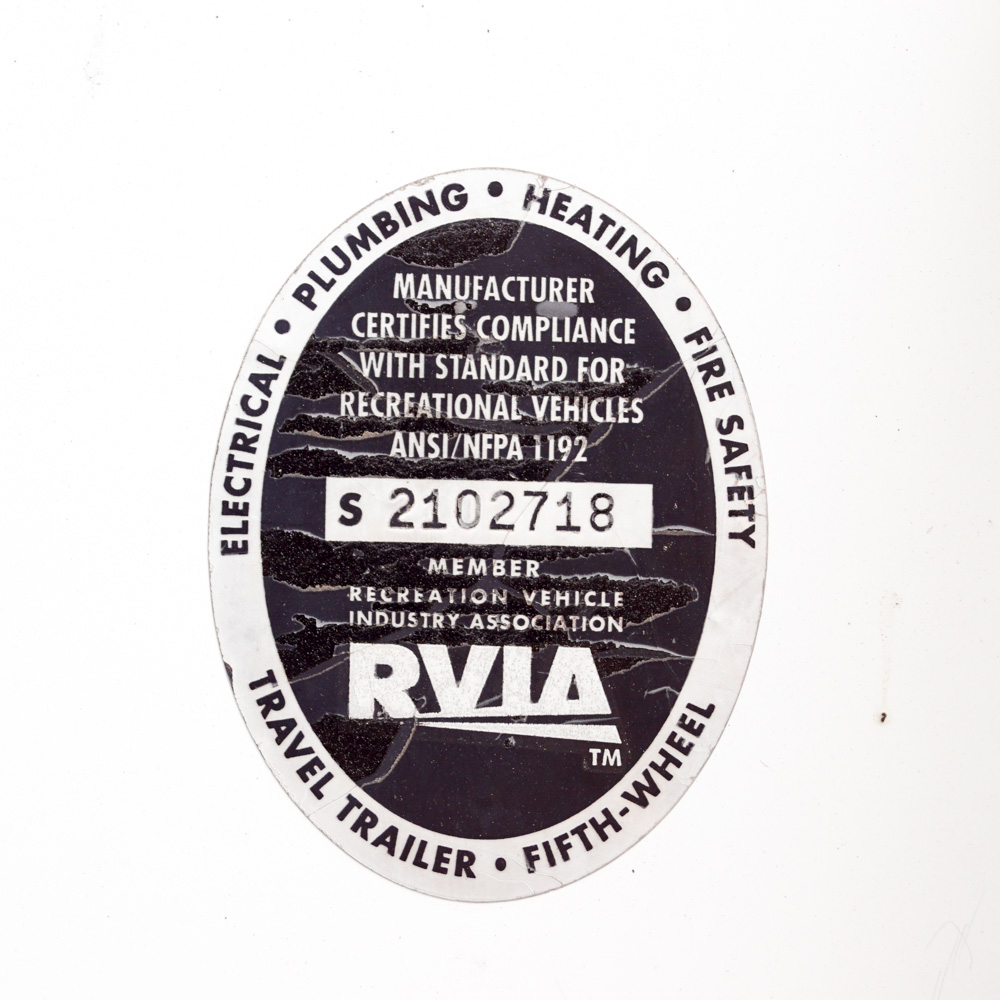 ELECTRICAL • PLUMBING • HEATING • FIRE SAFETY
MANUFACTURER
CERTIFIES COMPLIANCE
WITH STANDARD FOR
RECREATIONAL VEHICLES
ANSI/NFPA 1192
S 2102718
MEMBER
RECREATION VEHICLE
INDUSTRY ASSOCIATION
RVIA
TM
TRAVEL TRAILER • FIFTH-WHEEL